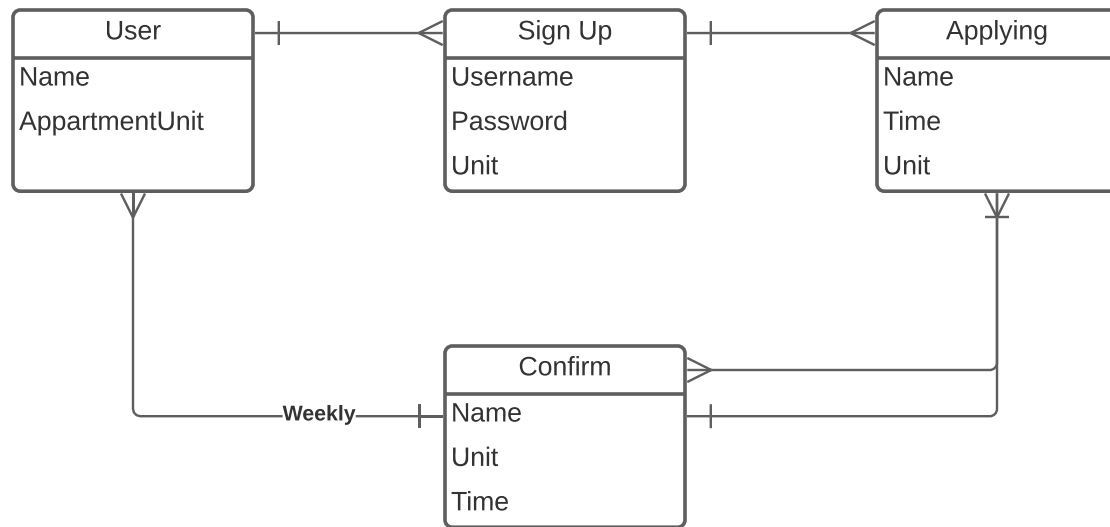 User
Name
AppartmentUnit
Sign Up
Username
Password
Unit
Applying
Name
Time
Unit
Weekly
Confirm
Name
Unit
Time